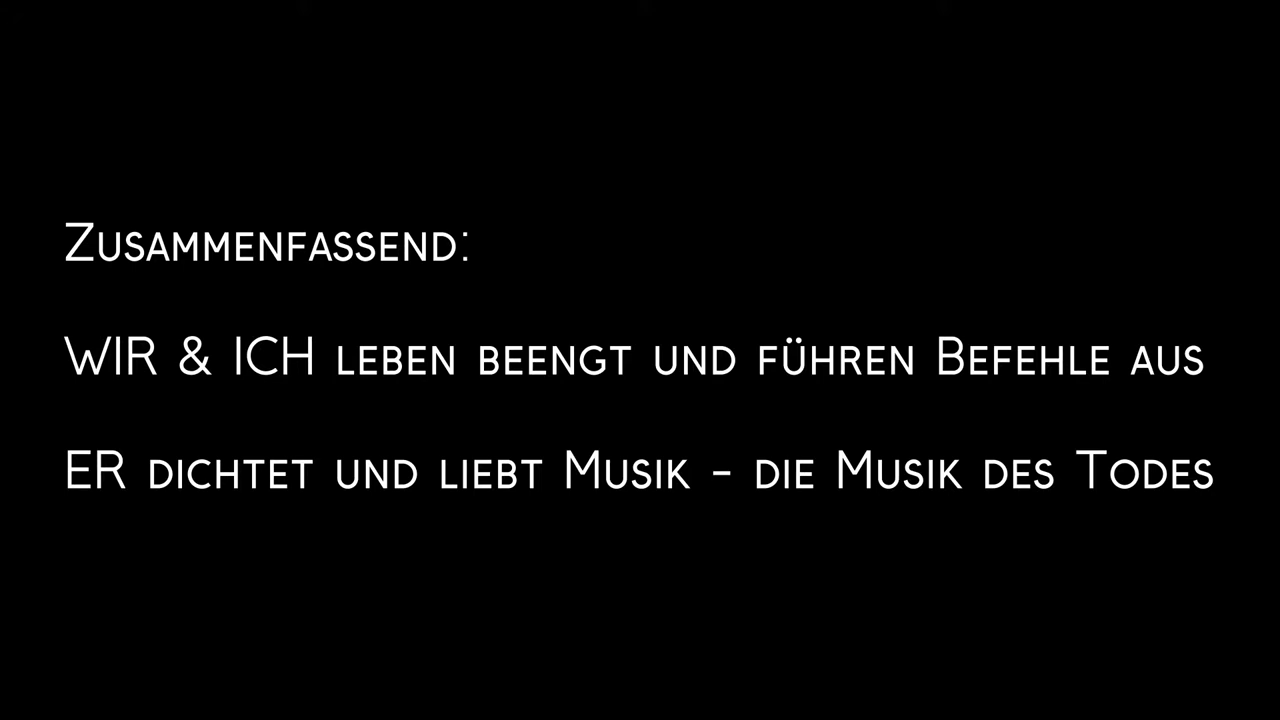 Zusammenfassend:
WIR & ICH leben beengt und führen Befehle aus
ER dichtet und liebt Musik - die Musik des Todes